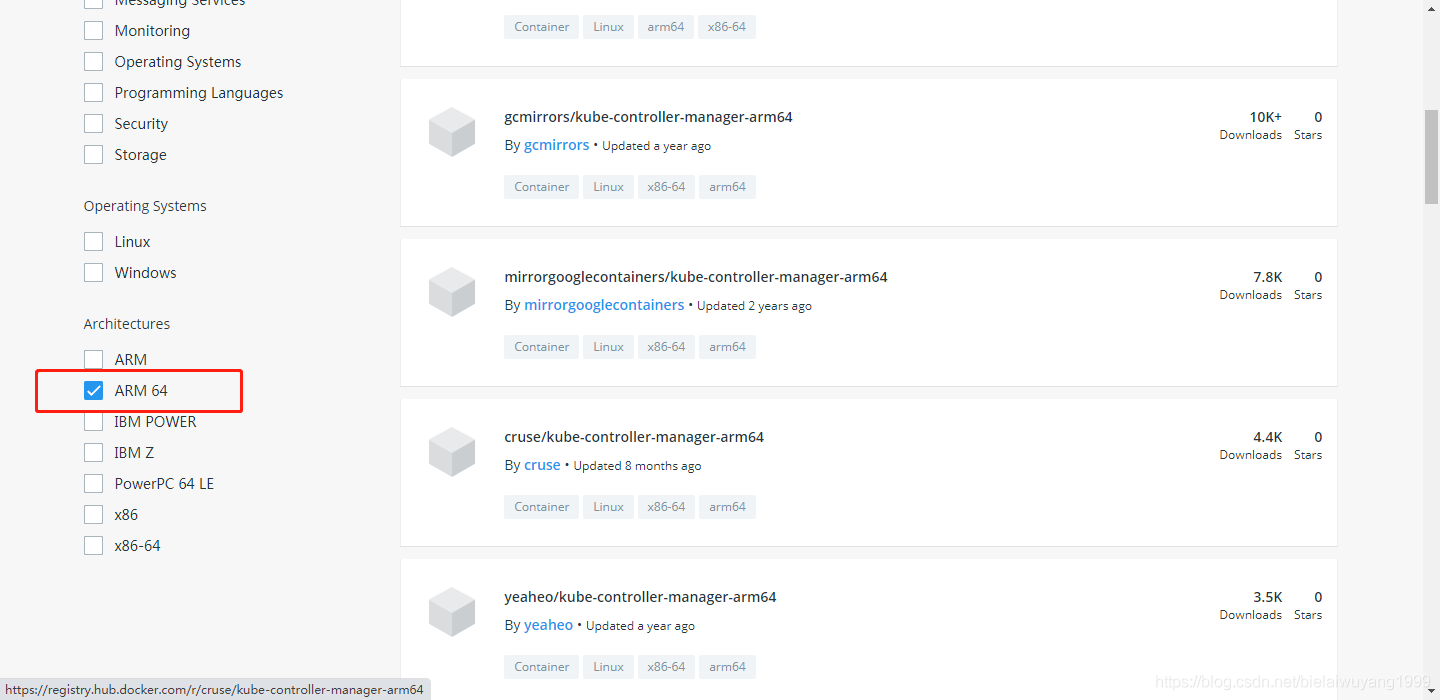 Messaging Services
Monitoring
Operating Systems
Programming Languages
Security
Storage
Operating Systems
Linux
Windows
Architectures
ARM
ARM 64
IBM POWER
IBM Z
PowerPC 64 LE
x86
x86-64
Container Linux arm64 x86-64
gcmirrors/kube-controller-manager-arm64
10K+ 0
By gcmirrors • Updated a year ago
Downloads Stars
Container Linux x86-64 arm64
mirrorgooglecontainers/kube-controller-manager-arm64
7.8K 0
By mirrorgooglecontainers • Updated 2 years ago
Downloads Stars
Container Linux x86-64 arm64
cruse/kube-controller-manager-arm64
4.4K 0
By cruse • Updated 8 months ago
Downloads Stars
Container Linux x86-64 arm64
yeaheo/kube-controller-manager-arm64
3.5K 0
By yeaheo • Updated a year ago
Downloads Stars
Container Linux x86-64 arm64
https://registry.hub.docker.com/r/cruse/kube-controller-manager-arm64
https://blog.csdn.net/bielaiwuyang1999